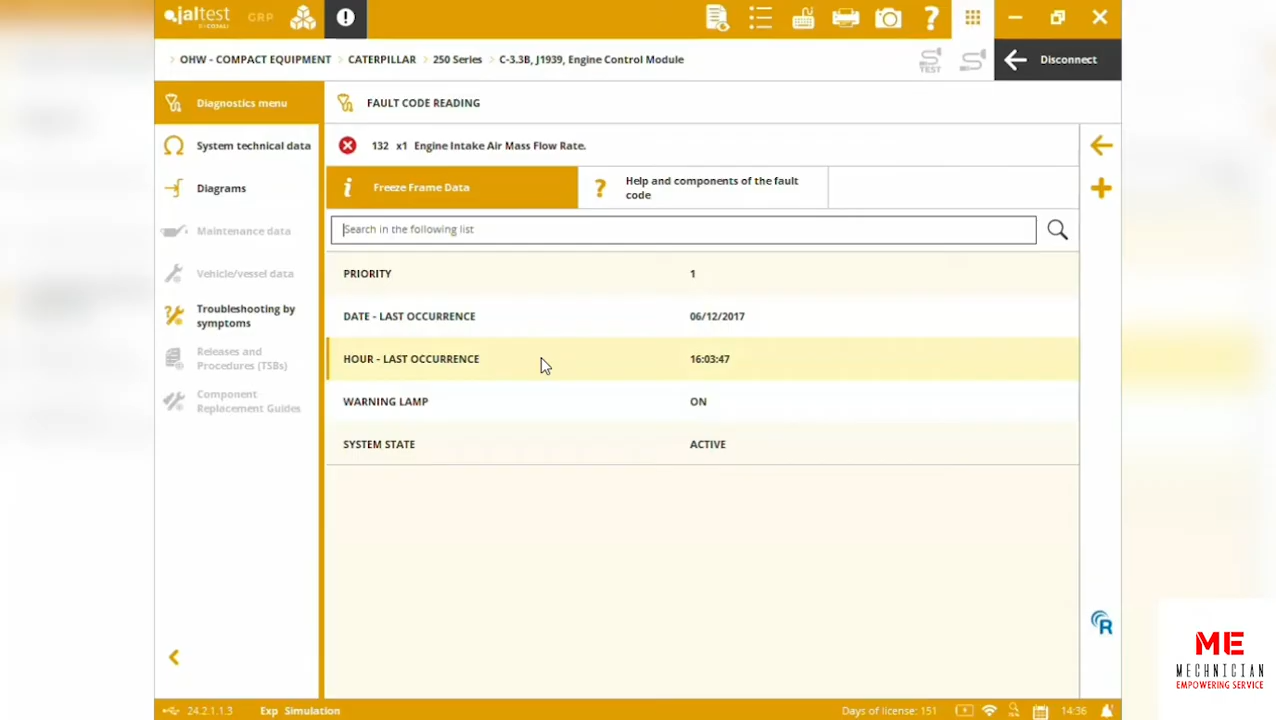 jaltest
BY COJALI
GRP
OHW - COMPACT EQUIPMENT > CATERPILLAR > 250 Series > C-3.3B, J1939, Engine Control Module
TEST
Disconnect
Diagnostics menu
System technical data
Diagrams
Maintenance data
Vehicle/vessel data
Troubleshooting by
symptoms
Releases and
Procedures (TSBs)
Component
Replacement Guides
FAULT CODE READING
132 x1 Engine Intake Air Mass Flow Rate.
Freeze Frame Data
Help and components of the fault
code
Search in the following list
PRIORITY 1
DATE - LAST OCCURRENCE 06/12/2017
HOUR - LAST OCCURRENCE 16:03:47
WARNING LAMP ON
SYSTEM STATE ACTIVE
R
ME
MECHNICIAN
EMPOWERING SERVICE
24.2.1.1.3 Exp Simulation Days of license: 151 14:36